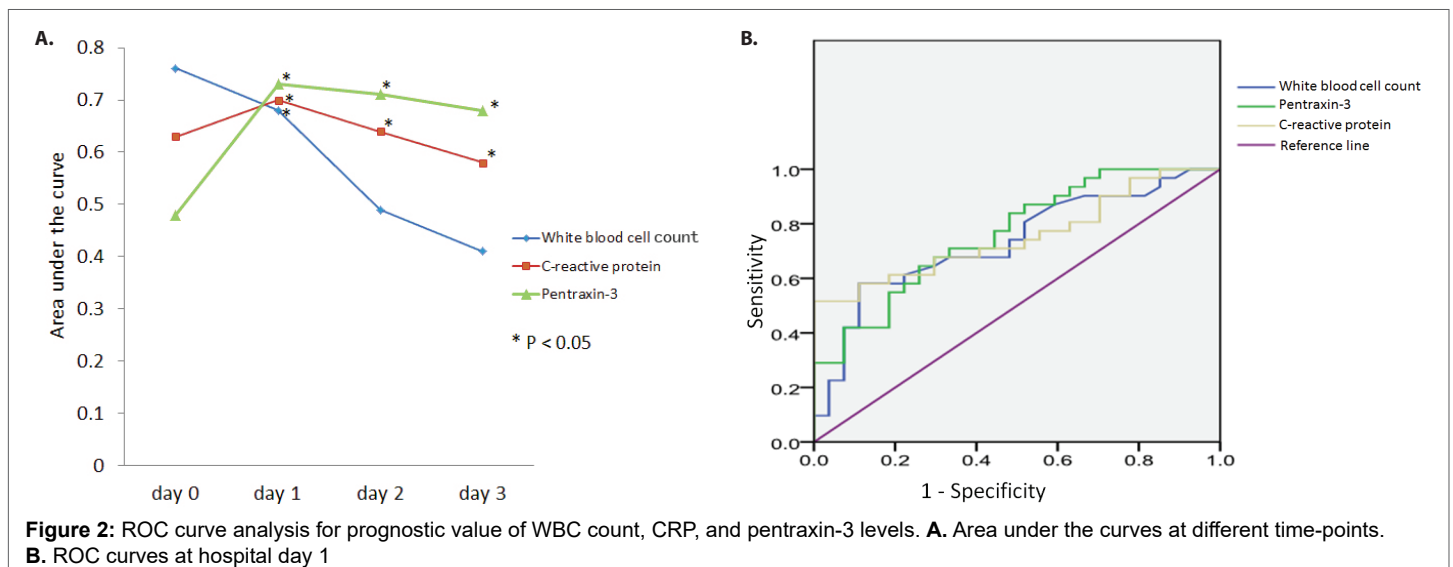 A.
0.8
0.7
0.6
0.5
0.4
0.3
0.2
0.1
0
Area under the curve
day 0 day 1 day 2 day 3
* * * * * * *
White blood cell count
C-reactive protein
Pentraxin-3
* P < 0.05
B.
1.0
0.8
0.6
0.4
0.2
0.0
Sensitivity
0.0 0.2 0.4 0.6 0.8 1.0
1 - Specificity
White blood cell count
Pentraxin-3
C-reactive protein
Reference line
Figure 2: ROC curve analysis for prognostic value of WBC count, CRP, and pentraxin-3 levels. A. Area under the curves at different time-points.
B. ROC curves at hospital day 1